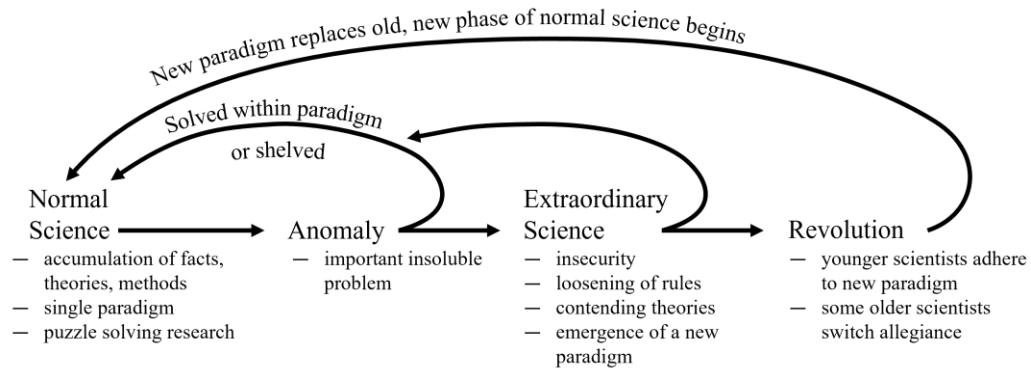 New paradigm replaces old, new phase of normal science begins
Solved within paradigm
or shelved
Normal
Science
— accumulation of facts,
theories, methods
— single paradigm
— puzzle solving research
Anomaly
— important insoluble
problem
Extraordinary
Science
— insecurity
— loosening of rules
— contending theories
— emergence of a new
paradigm
Revolution
— younger scientists adhere
to new paradigm
— some older scientists
switch allegiance